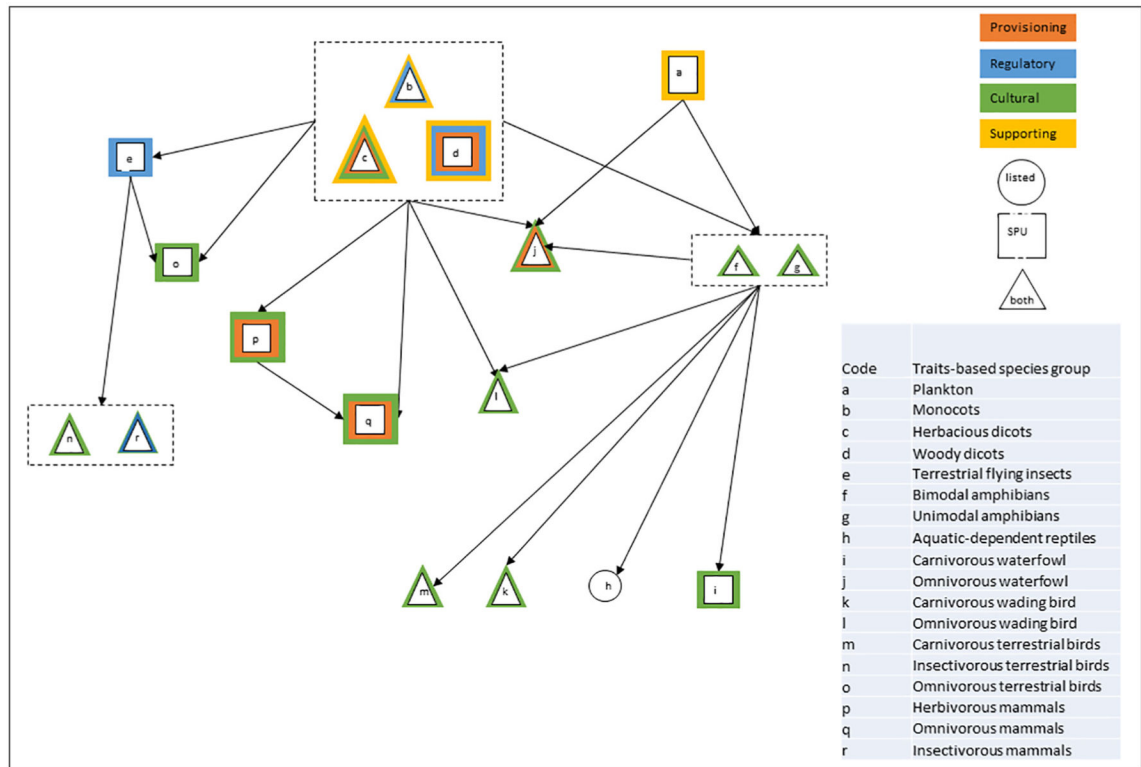 Provisioning
Regulatory
Cultural
Supporting
listed
SPU
both
a
b
c
d
e
o
j
f
g
p
l
q
n
r
m
k
h
i
Code Traits-based species group
a Plankton
b Monocots
c Herbacious dicots
d Woody dicots
e Terrestrial flying insects
f Bimodal amphibians
g Unimodal amphibians
h Aquatic-dependent reptiles
i Carnivorous waterfowl
j Omnivorous waterfowl
k Carnivorous wading bird
l Omnivorous wading bird
m Carnivorous terrestrial birds
n Insectivorous terrestrial birds
o Omnivorous terrestrial birds
p Herbivorous mammals
q Omnivorous mammals
r Insectivorous mammals